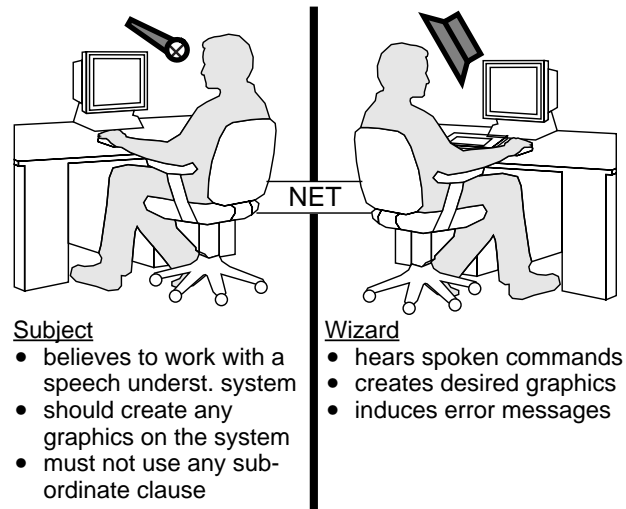 NET
Subject
• believes to work with a
speech underst. system
• should create any
graphics on the system
• must not use any sub-
ordinate clause
Wizard
• hears spoken commands
• creates desired graphics
• induces error messages